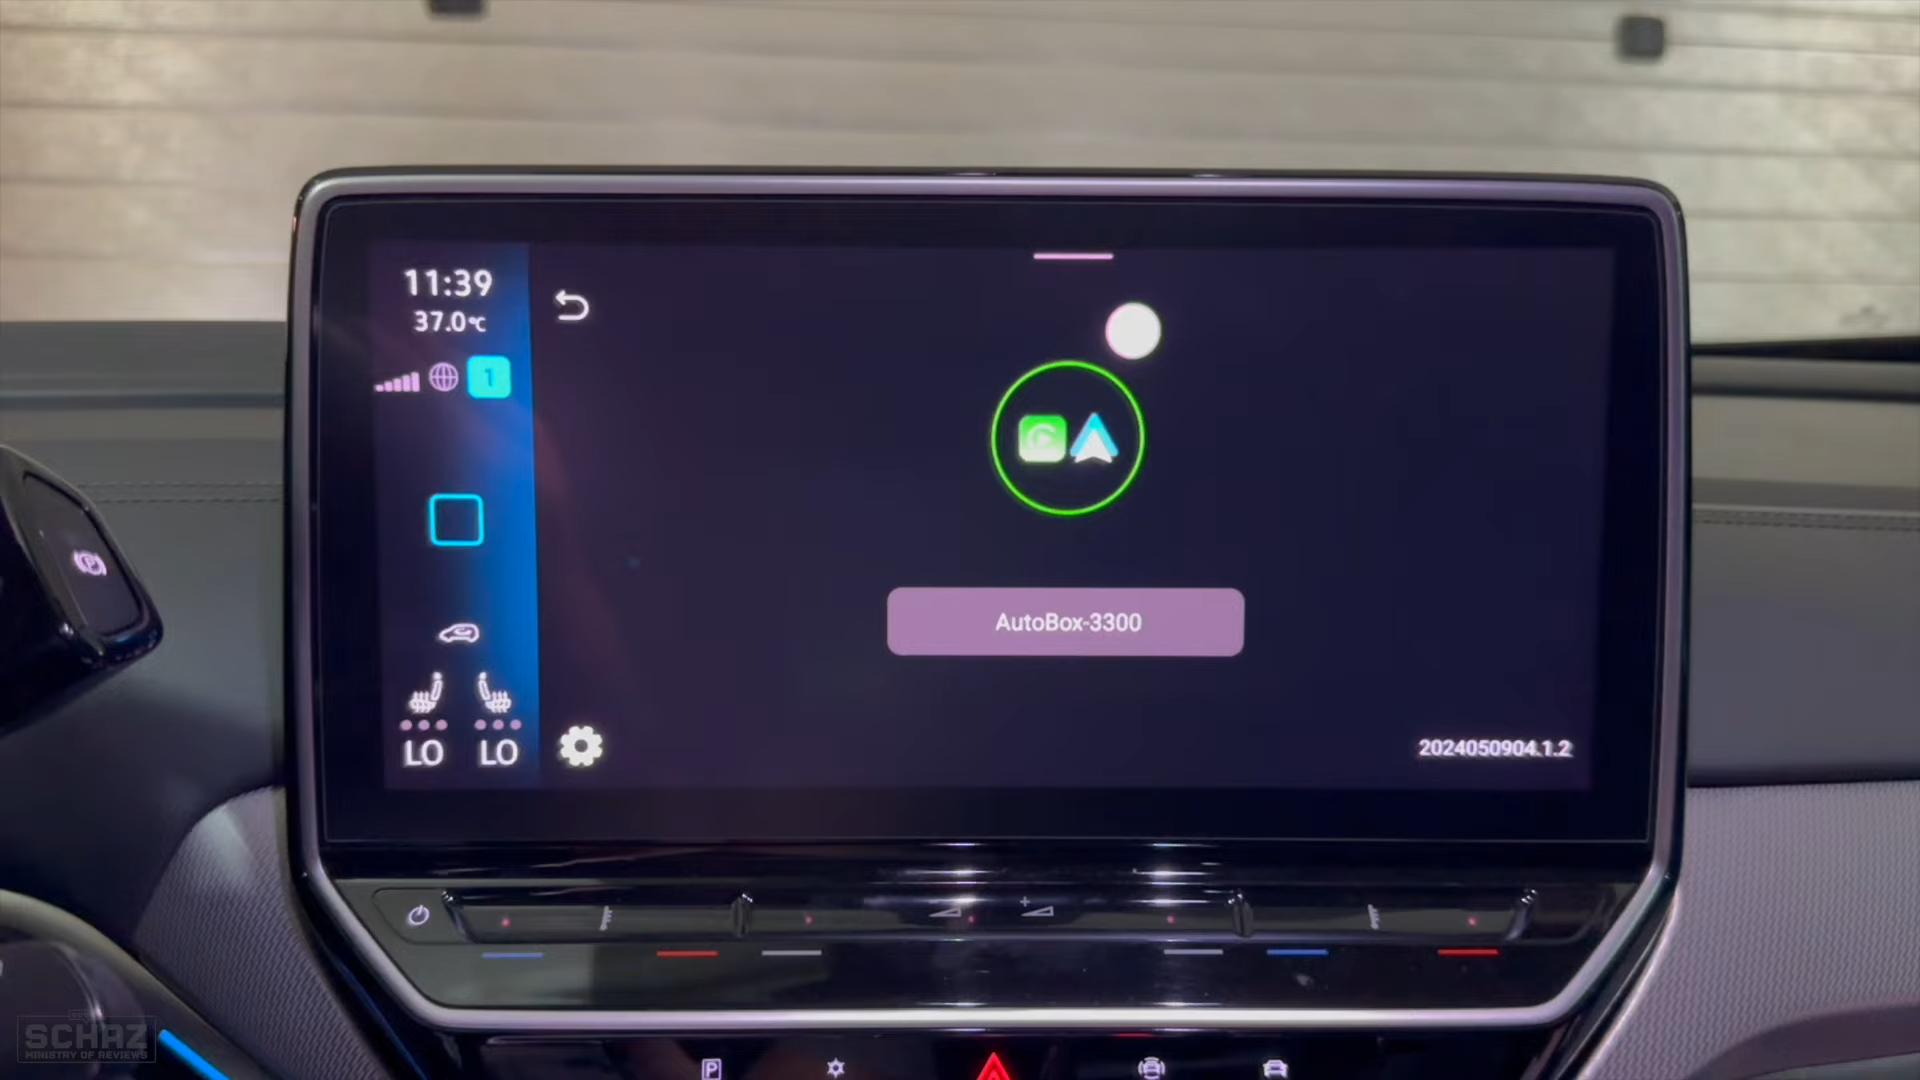 11:39
37.0°C
1
AutoBox-3300
LO LO
2024050904.1.2
P
P
SCHAZ
MINISTRY OF REVIEWS